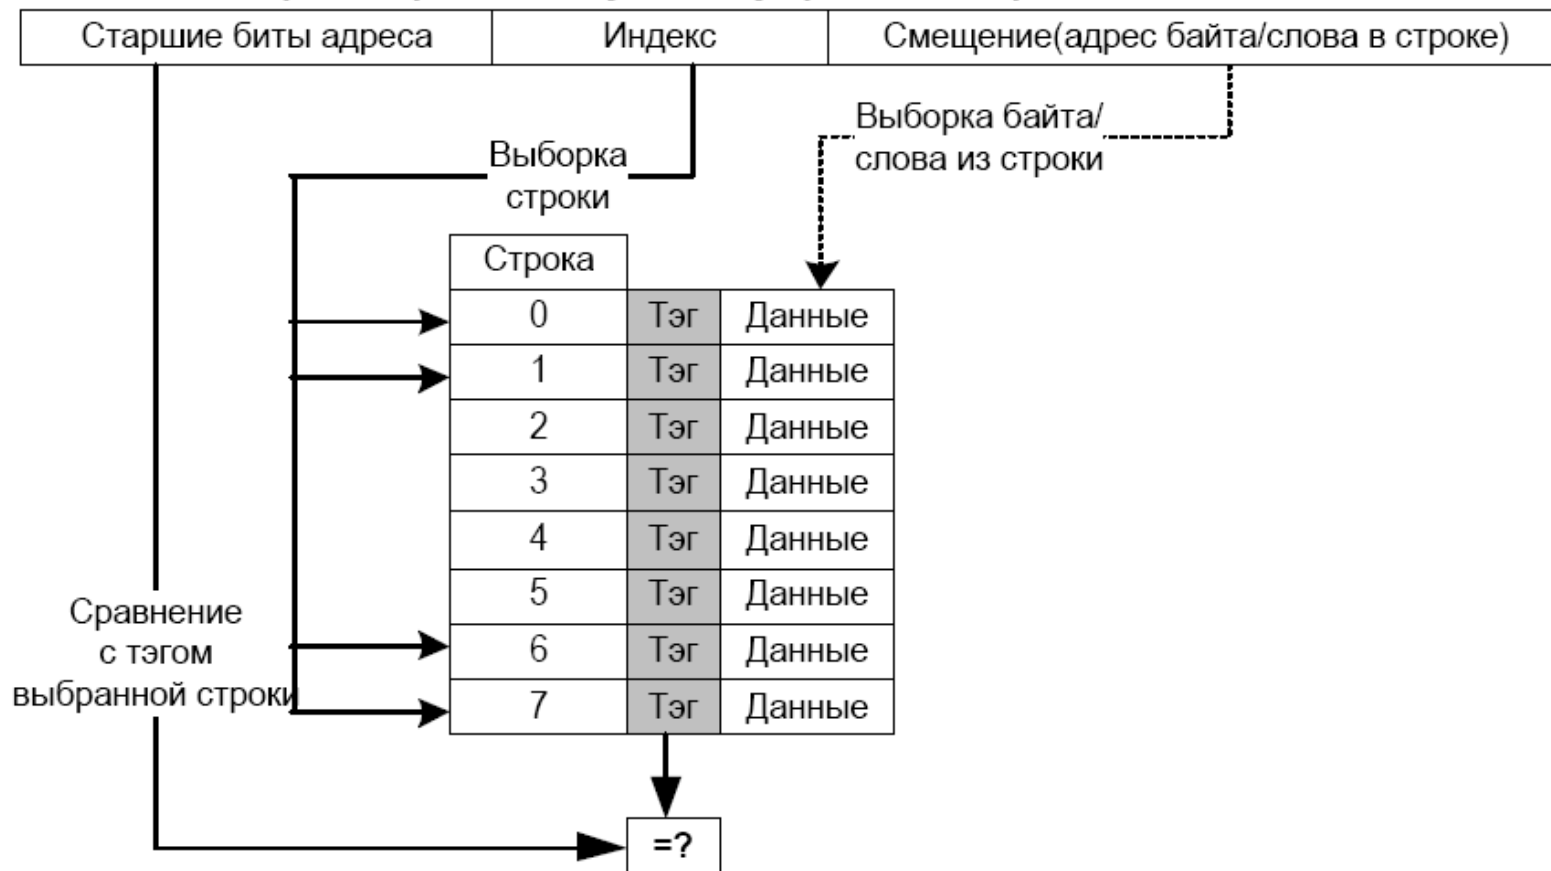 Старшие биты адреса Индекс Смещение(адрес байта/слова в строке)
Выборка байта/
слова из строки
Выборка
строки
Строка
0 Тэг Данные
1 Тэг Данные
2 Тэг Данные
3 Тэг Данные
4 Тэг Данные
5 Тэг Данные
6 Тэг Данные
7 Тэг Данные
Сравнение
с тэгом
выбранной строки
=?